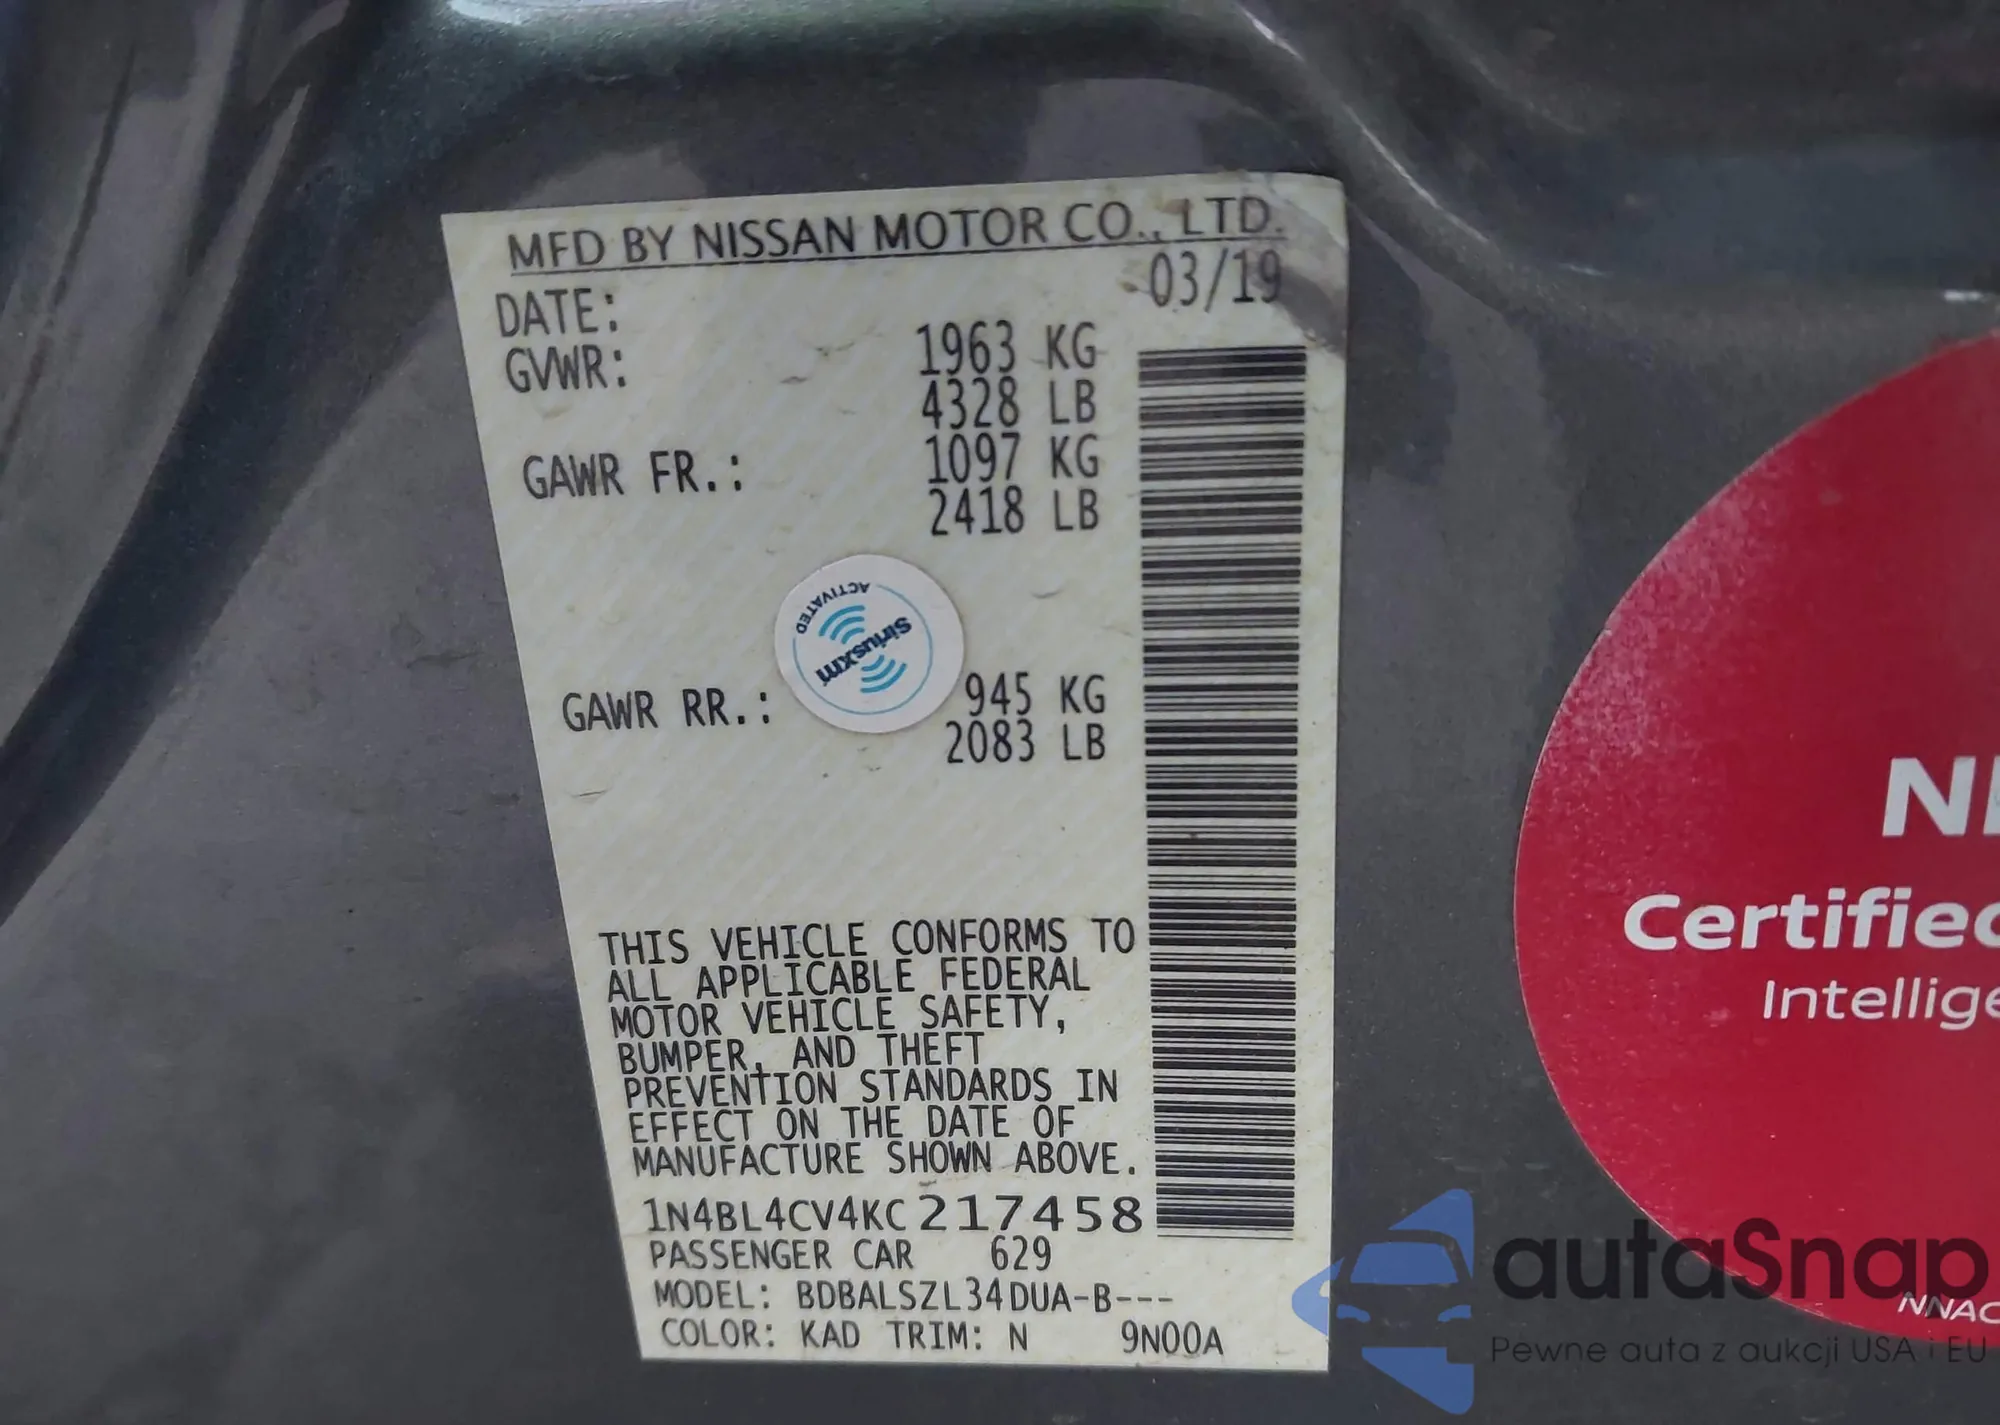 MFD BY NISSAN MOTOR CO., LTD.
DATE: 03/19
GVWR: 1963 KG
4328 LB
GAWR FR.: 1097 KG
2418 LB
ACTIVATED
SiriusXm
GAWR RR.: 945 KG
2083 LB
THIS VEHICLE CONFORMS TO
ALL APPLICABLE FEDERAL
MOTOR VEHICLE SAFETY,
BUMPER, AND THEFT
PREVENTION STANDARDS IN
EFFECT ON THE DATE OF
MANUFACTURE SHOWN ABOVE.
1N4BL4CV4KC217458
PASSENGER CAR 629
MODEL: BDBALSZL34DUA-B---
COLOR: KAD TRIM: N 9N00A
Certified
Intellige
NNAC
autaSnap
Pewne auta z aukcji USA i EU